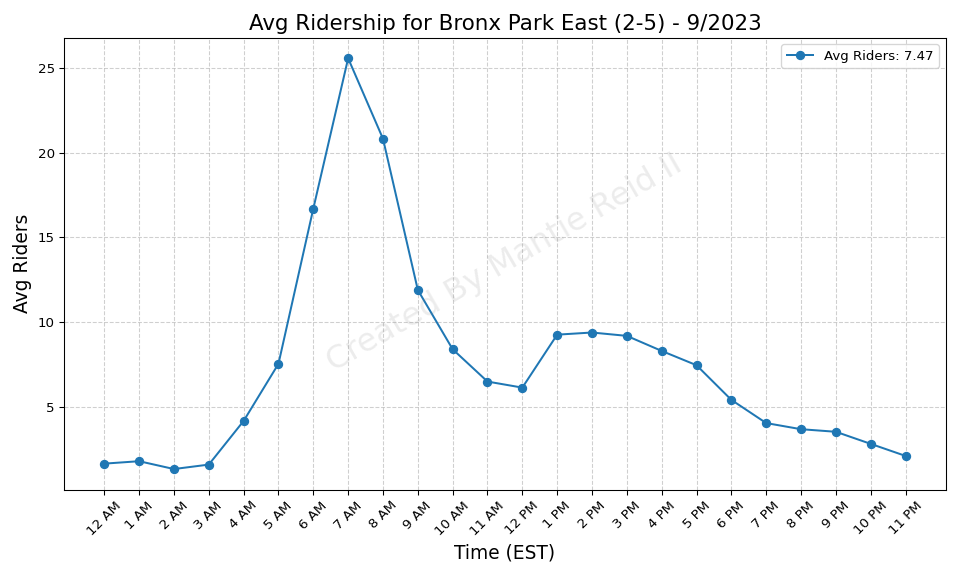 Avg Ridership for Bronx Park East (2-5) - 9/2023
Avg Riders: 7.47
25
20
15
10
5
Avg Riders
Created By Mantie Reid II
12 AM
1 AM
2 AM
3 AM
4 AM
5 AM
6 AM
7 AM
8 AM
9 AM
10 AM
11 AM
12 PM
1 PM
2 PM
3 PM
4 PM
5 PM
6 PM
7 PM
8 PM
9 PM
10 PM
11 PM
Time (EST)